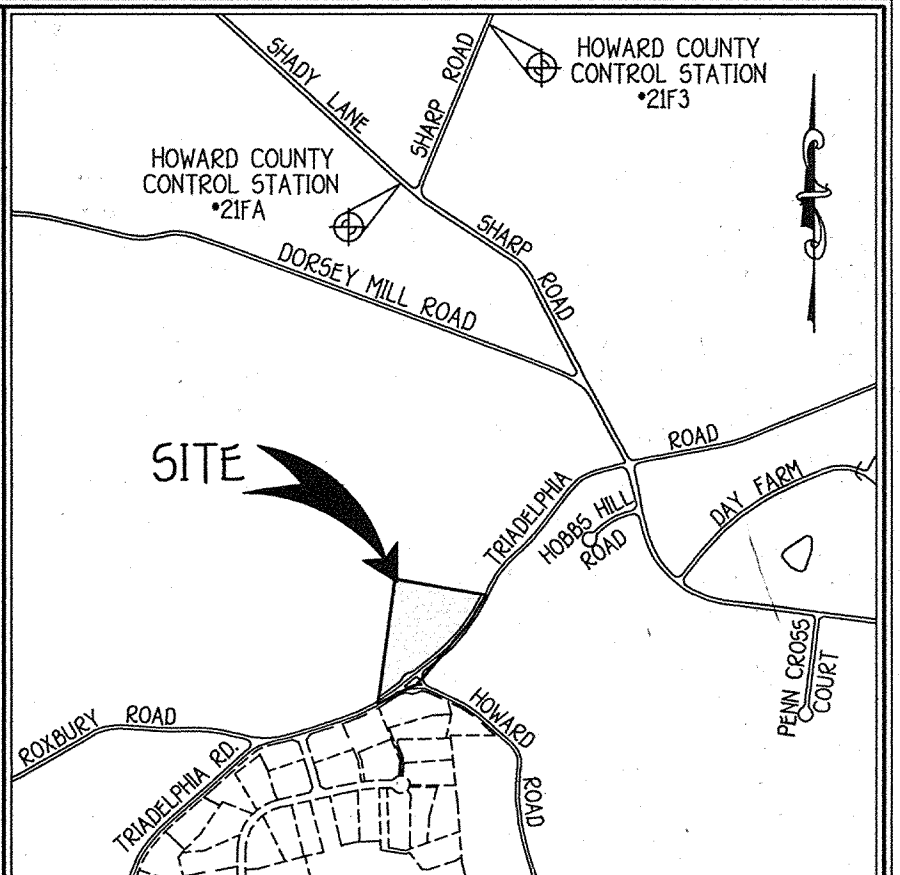 HOWARD COUNTY
CONTROL STATION
•21F3
SHADY LANE
SHARP ROAD
HOWARD COUNTY
CONTROL STATION
•21FA
SHARP ROAD
DORSEY MILL ROAD
SITE
TRIADELPHIA ROAD
HOBBS HILL
ROAD
DAY FARM
PENN CROSS
COURT
HOWARD ROAD
ROXBURY ROAD
TRIADELPHIA RD.